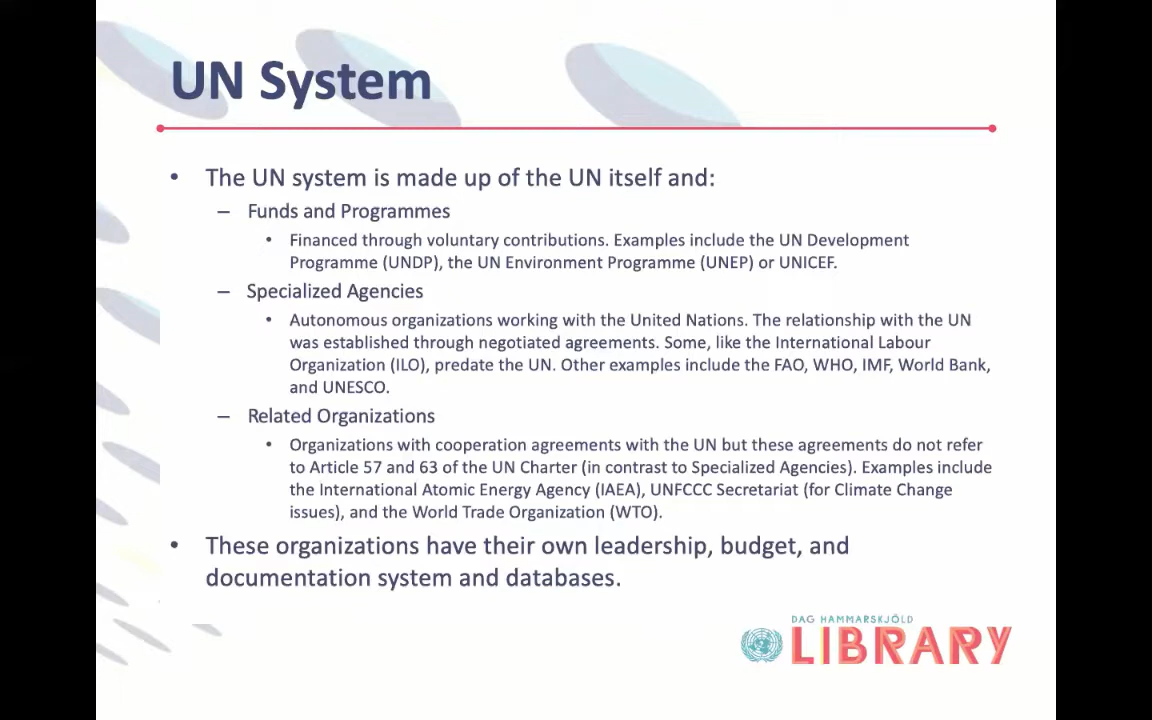 UN System
• The UN system is made up of the UN itself and:
– Funds and Programmes
• Financed through voluntary contributions. Examples include the UN Development
Programme (UNDP), the UN Environment Programme (UNEP) or UNICEF.
– Specialized Agencies
• Autonomous organizations working with the United Nations. The relationship with the UN
was established through negotiated agreements. Some, like the International Labour
Organization (ILO), predate the UN. Other examples include the FAO, WHO, IMF, World Bank,
and UNESCO.
– Related Organizations
• Organizations with cooperation agreements with the UN but these agreements do not refer
to Article 57 and 63 of the UN Charter (in contrast to Specialized Agencies). Examples include
the International Atomic Energy Agency (IAEA), UNFCCC Secretariat (for Climate Change
issues), and the World Trade Organization (WTO).
• These organizations have their own leadership, budget, and
documentation system and databases.
DAG HAMMARSKJÖLD
LIBRARY